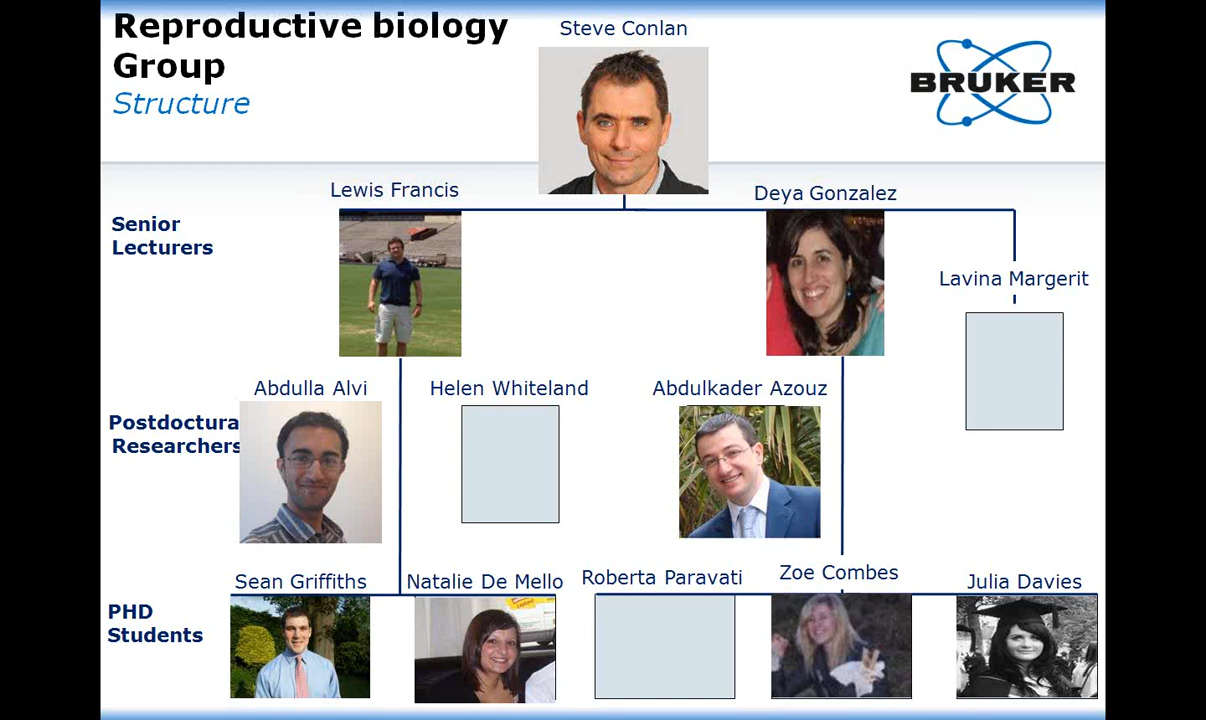 Reproductive biology
Group
Structure
Steve Conlan
BRUKER
Lewis Francis
Deya Gonzalez
Senior
Lecturers
Lavina Margerit
Abdulla Alvi
Helen Whiteland
Abdulkader Azouz
Postdoctura
Researchers
Sean Griffiths
Natalie De Mello
Roberta Paravati
Zoe Combes
Julia Davies
PHD
Students